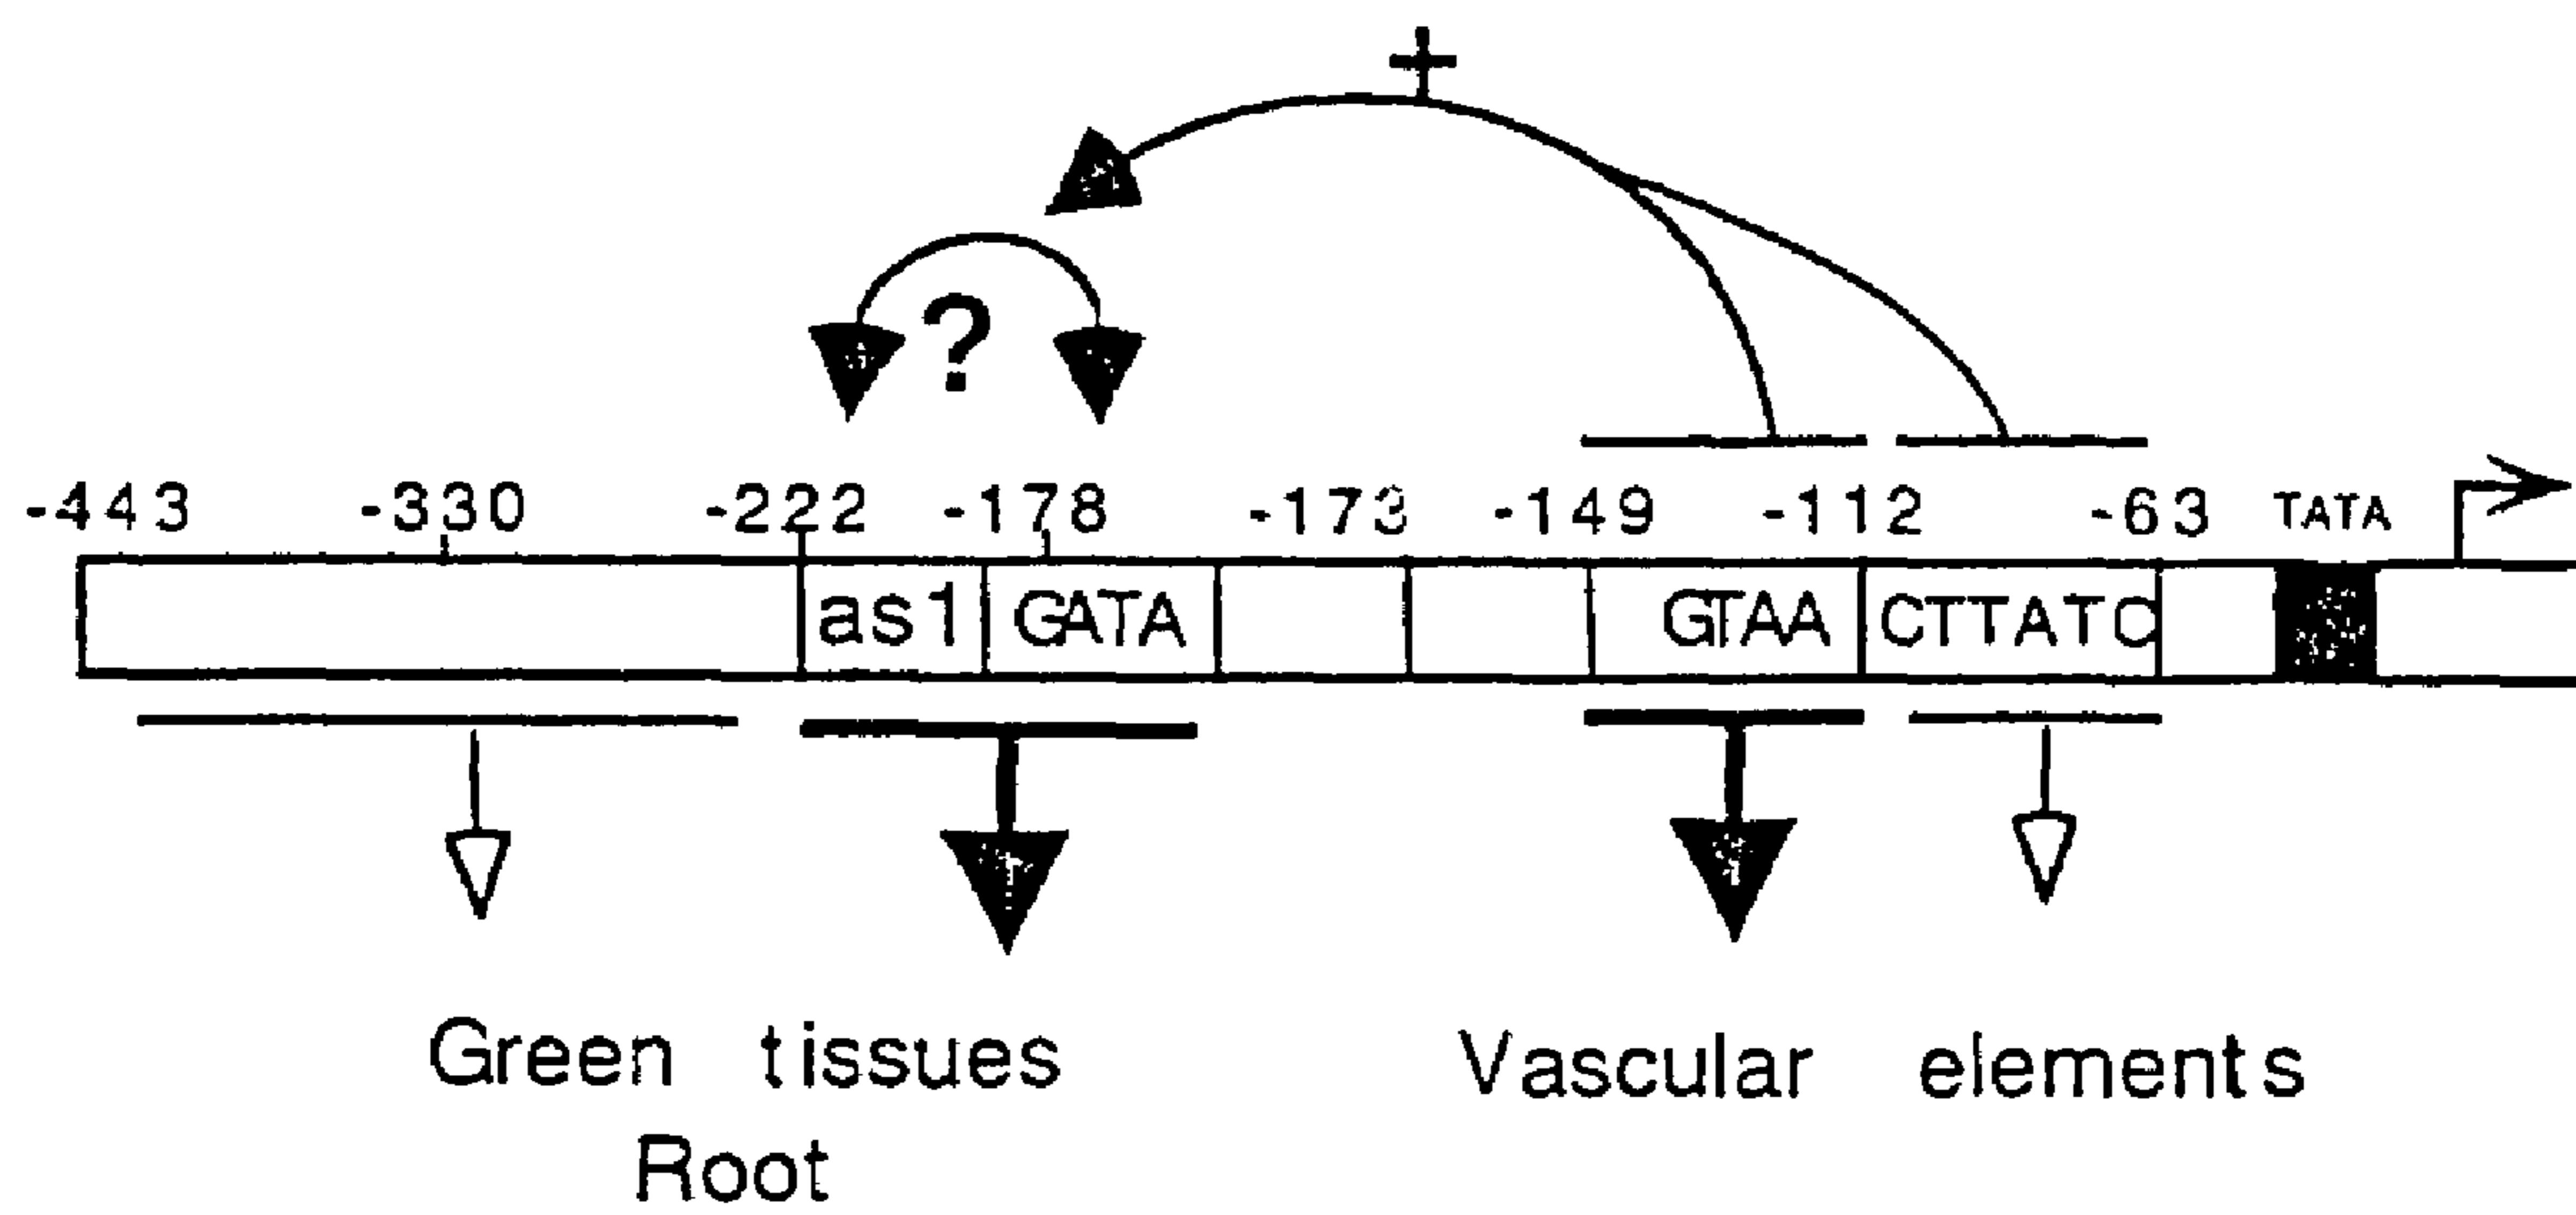 +
?
-443 -330 -222 -178 -173 -149 -112 -63 TATA
as1 GATA GTAA CTTATC
Green tissues Vascular elements
Root